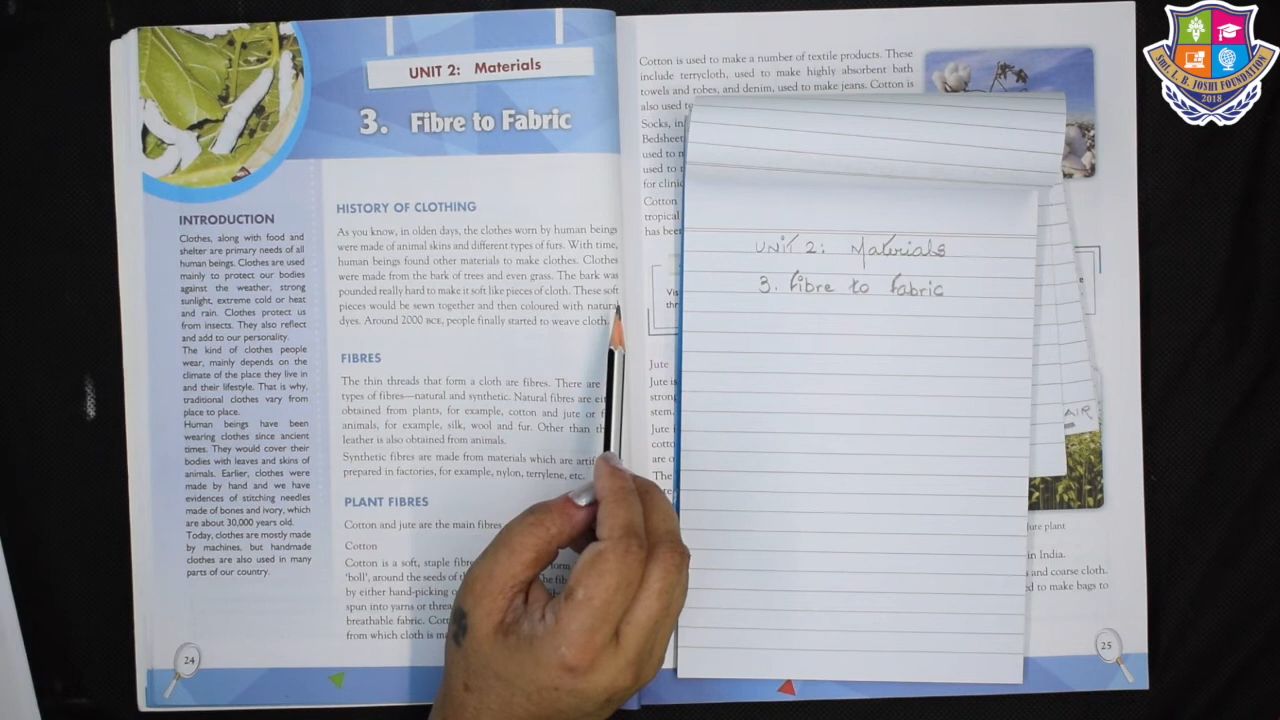 UNIT 2: Materials
3. Fibre to Fabric
INTRODUCTION
Clothes, along with food and
shelter are primary needs of all
human beings. Clothes are used
mainly to protect our bodies
against the weather, strong
sunlight, extreme cold or heat
and rain. Clothes protect us
from insects. They also reflect
and add to our personality.
The kind of clothes people
wear, mainly depends on the
climate of the place they live in
and their lifestyle. That is why,
traditional clothes vary from
place to place.
Human beings have been
wearing clothes since ancient
times. They would cover their
bodies with leaves and skins of
animals. Earlier, clothes were
made by hand and we have
evidences of stitching needles
made of bones and ivory, which
are about 30,000 years old.
Today, clothes are mostly made
by machines, but handmade
clothes are also used in many
parts of our country.
24
HISTORY OF CLOTHING
As you know, in olden days, the clothes worn by human beings
were made of animal skins and different types of furs. With time,
human beings found other materials to make clothes. Clothes
were made from the bark of trees and even grass. The bark was
pounded really hard to make it soft like pieces of cloth. These soft
pieces would be sewn together and then coloured with natural
dyes. Around 2000 BCE, people finally started to weave cloth.
FIBRES
The thin threads that form a cloth are fibres. There are
types of fibres—natural and synthetic. Natural fibres are
obtained from plants, for example, cotton and jute or
animals, for example, silk, wool and fur. Other than
leather is also obtained from animals.
Synthetic fibres are made from materials which are
prepared in factories, for example, nylon, terrylene, etc.
PLANT FIBRES
Cotton and jute are the main fibres
Cotton
Cotton is a soft, staple form
'boll', around the seeds of
by either hand-picking
spun into yarns or
breathable fabric.
from which cloth is
Cotton is used to make a number of textile products. These
include terrycloth, used to make highly absorbent bath
towels and robes, and denim, used to make jeans. Cotton is
also used
Socks, in
used to
used to
for
Cotton
tropical
has been
Jute
Jute is
stem.
Jute
are
The
UNIT 2: Materials
3. Fibre to Fabric
AIR
Jute plant
in India.
and coarse cloth.
to make bags to
25
SMT. I. B. JOSHI FOUNDATION
2018